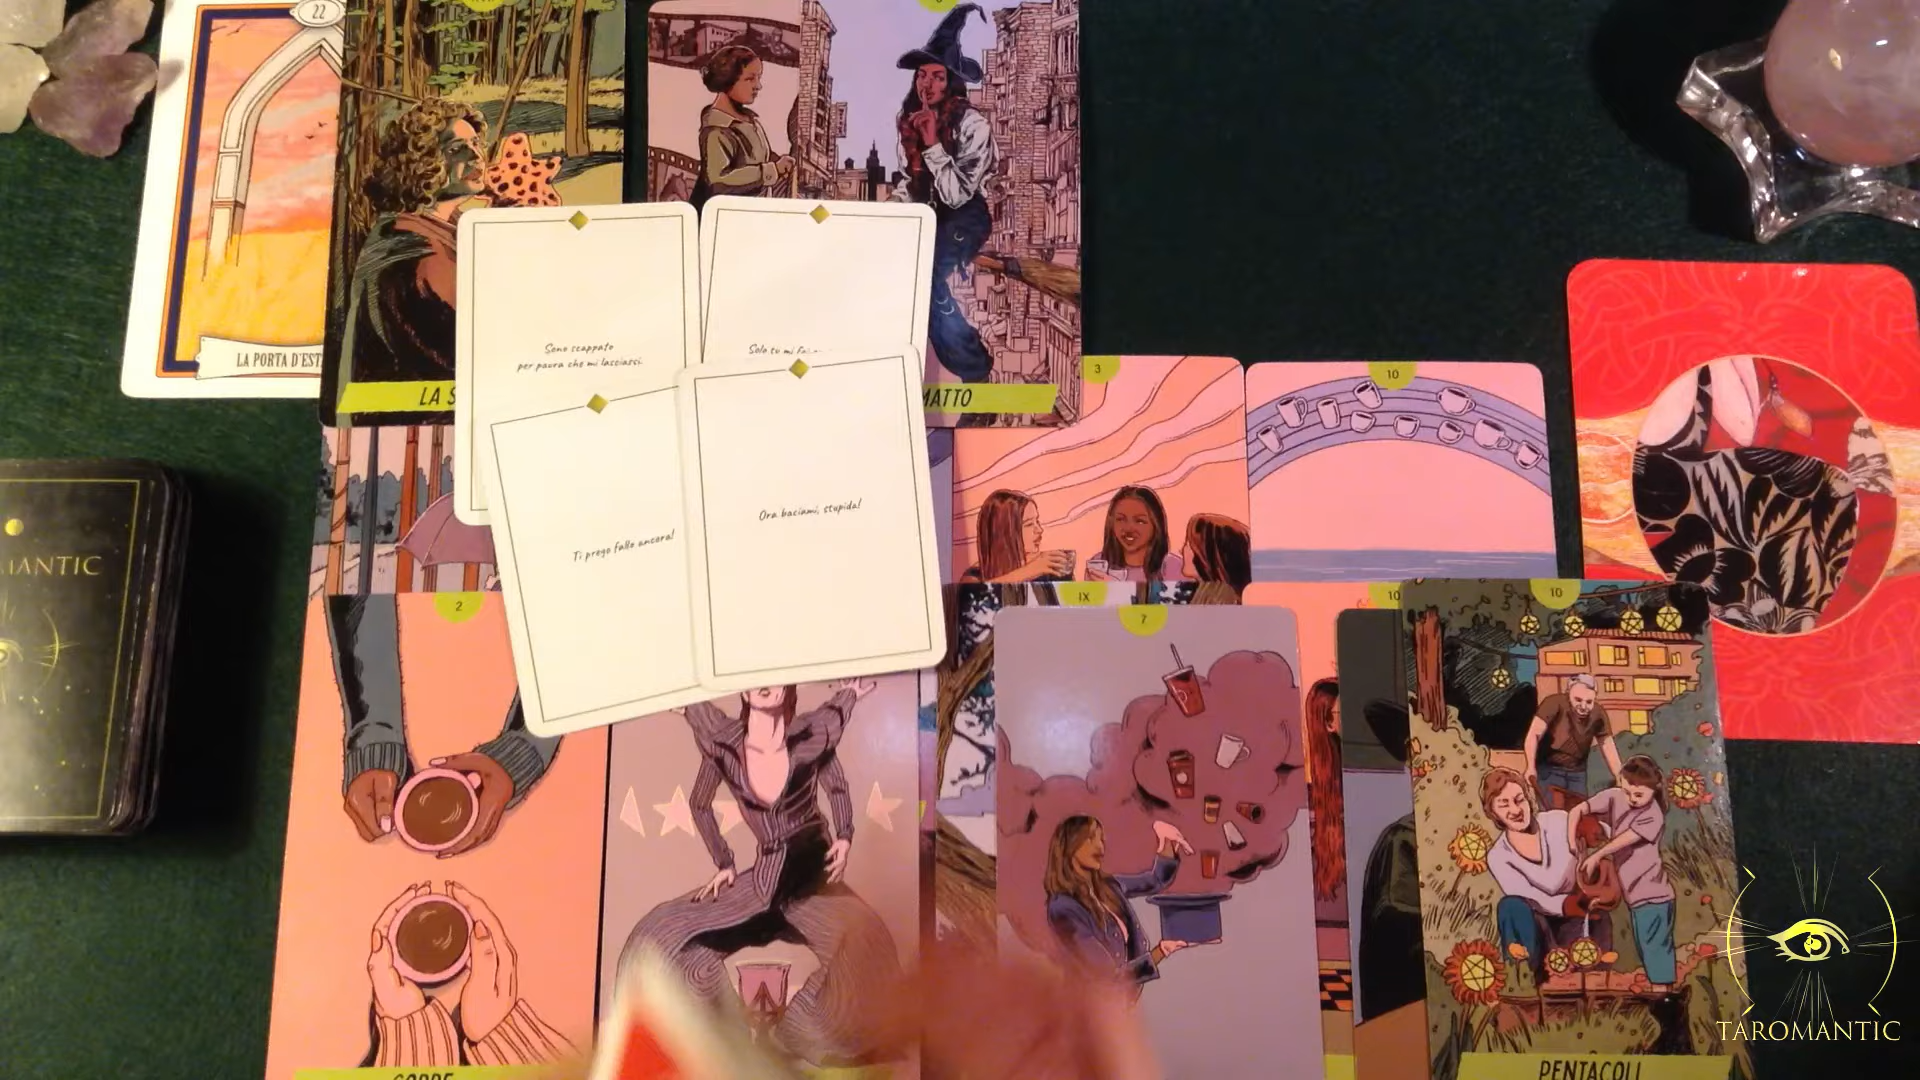 22
LA PORTA D'EST
LA S
MATTO
Sono scappato
per paura che mi lasciassi.
Solo tu mi
Ti prego fallo ancora!
Ora baciami, stupida!
3
10
MANTIC
2
IX
7
10
10
COPPE
PENTACOLI
TAROMANTIC